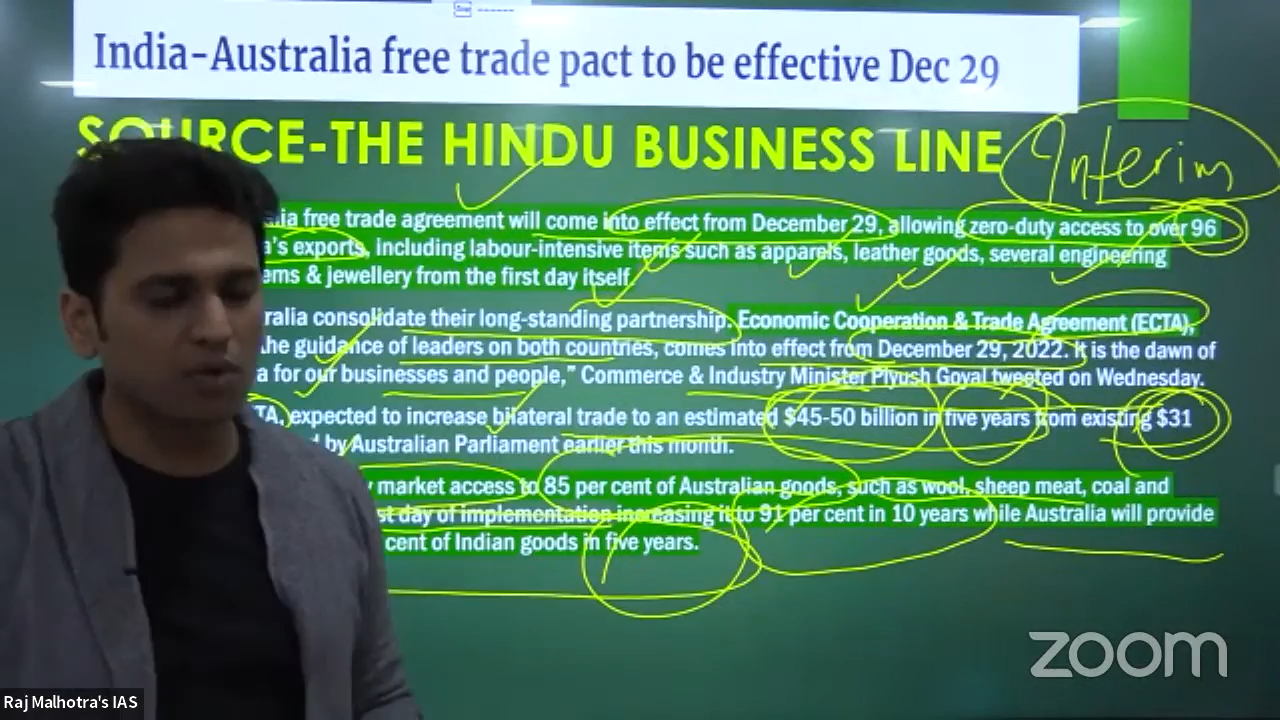 India-Australia free trade pact to be effective Dec 29
SOURCE-THE HINDU BUSINESS LINE
Interim
free trade agreement will come into effect from December 29, allowing zero-duty access to over 96
exports, including labour-intensive items such as apparels, leather goods, several engineering
& jewellery from the first day itself
consolidate their long-standing partnership. Economic Cooperation & Trade Agreement (ECTA),
the guidance of leaders on both countries, comes into effect from December 29, 2022. It is the dawn of
for our businesses and people,” Commerce & Industry Minister Piyush Goyal tweeted on Wednesday.
expected to increase bilateral trade to an estimated $45-50 billion in five years from existing $31
by Australian Parliament earlier this month.
market access to 85 per cent of Australian goods, such as wool, sheep meat, coal and
day of implementation increasing it to 91 per cent in 10 years while Australia will provide
cent of Indian goods in five years.
zoom
Raj Malhotra's IAS